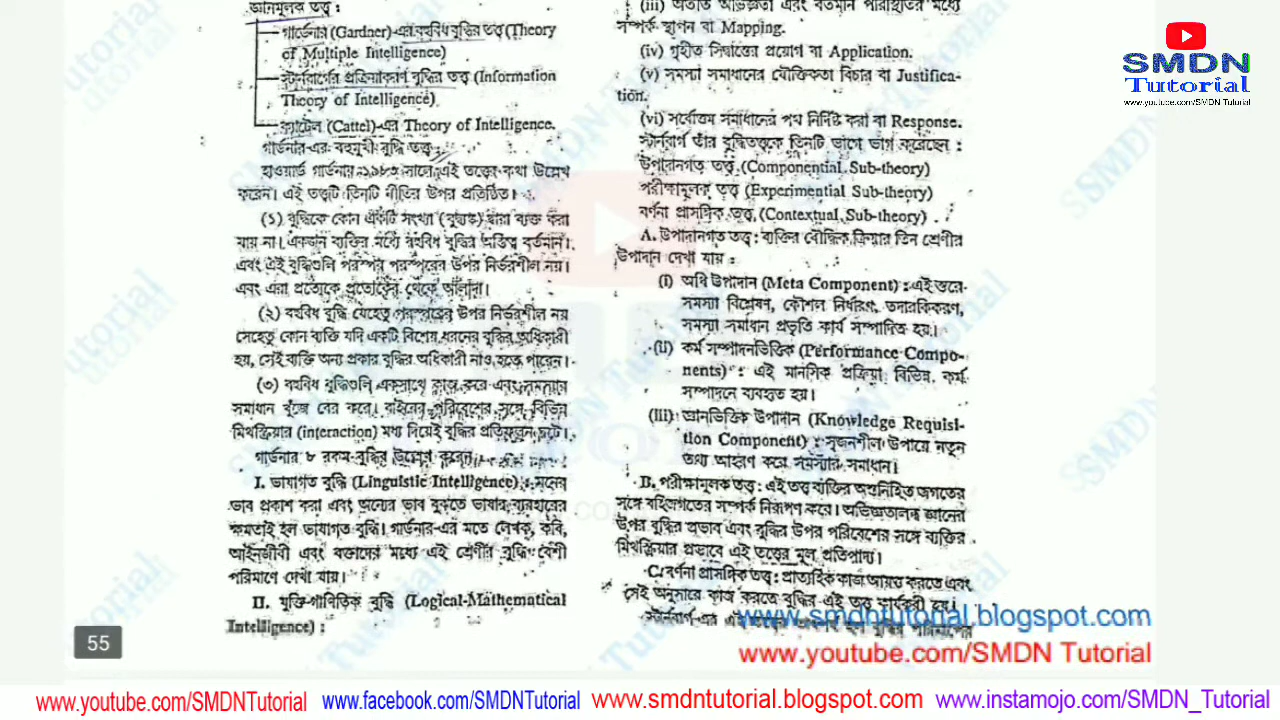 জ্ঞানমূলক তত্ত্ব :
গার্ডেনার (Gardner)-এর বহুবিধ বুদ্ধির তত্ত্ব (Theory
of Multiple Intelligence)
স্টার্নবার্গের প্রক্রিয়াকরণ বুদ্ধির তত্ত্ব (Information
Theory of Intelligence)
ক্যাটেল (Cattel)-এর Theory of Intelligence.
গার্ডনার-এর বহুমুখী বুদ্ধি তত্ত্ব
হাওয়ার্ড গার্ডনার ১৯৮৩ সালে এই তত্ত্বের কথা উল্লেখ
করেন। এই তত্ত্বটি তিনটি নীতির উপর প্রতিষ্ঠিত।
(১) বুদ্ধিকে কোন একটি সংখ্যা (বুদ্ধ্যঙ্ক) দ্বারা ব্যক্ত করা
যায় না। একজন ব্যক্তির মধ্যে বহুবিধ বুদ্ধির অস্তিত্ব বর্তমান।
এবং এই বুদ্ধিগুলি পরস্পর পরস্পরের উপর নির্ভরশীল নয়।
এবং এরা প্রত্যেকে প্রত্যেকের থেকে আলাদা।
(২) বহুবিধ বুদ্ধি যেহেতু পরস্পরের উপর নির্ভরশীল নয়
সেহেতু কোন ব্যক্তি যদি একটি বিশেষ ধরনের বুদ্ধির অধিকারী
হয়, সেই ব্যক্তি অন্য প্রকার বুদ্ধির অধিকারী নাও হতে পারেন।
(৩) বহুবিধ বুদ্ধিগুলি একসাথে কাজ করে এবং সমস্যার
সমাধান খুঁজে বের করে। বাইরের পরিবেশের সঙ্গে বিভিন্ন
মিথস্ক্রিয়ার (interaction) মধ্য দিয়েই বুদ্ধির প্রতিফলন ঘটে।
গার্ডনার ৮ রকম বুদ্ধির উল্লেখ করেন
I. ভাষাগত বুদ্ধি (Linguistic Intelligence) : মনের
ভাব প্রকাশ করা এবং অন্যের ভাব বুঝতে ভাষার ব্যবহারের
ক্ষমতাই হল ভাষাগত বুদ্ধি। গার্ডনার-এর মতে লেখক, কবি,
আইনজীবী এবং বক্তাদের মধ্যে এই শ্রেণীর বুদ্ধি বেশী
পরিমাণে দেখা যায়।
II. যুক্তি-গাণিতিক বুদ্ধি (Logical-Mathematical
Intelligence) :
55
(iii) অতীত অভিজ্ঞতা এবং বর্তমান পরিস্থিতির মধ্যে
সম্পর্ক স্থাপন বা Mapping.
(iv) গৃহীত সিদ্ধান্তের প্রয়োগ বা Application.
(v) সমস্যা সমাধানের যৌক্তিকতা বিচার বা Justifica-
tion.
(vi) সর্বোত্তম সমাধানের পথ নির্দিষ্ট করা বা Response.
স্টার্নবার্গ তাঁর বুদ্ধিতত্ত্বকে তিনটি ভাগে ভাগ করেছেন :
উপাদানগত তত্ত্ব (Componential Sub-theory)
পরীক্ষামূলক তত্ত্ব (Experimential Sub-theory)
বর্ণনা প্রাসঙ্গিক তত্ত্ব (Contextual Sub-theory)
A. উপাদানগত তত্ত্ব : ব্যক্তির বৌদ্ধিক ক্রিয়ার তিন শ্রেণীর
উপাদান দেখা যায় :
(i) অধি উপাদান (Meta Component) : এই স্তরে
সমস্যা বিশ্লেষণ, কৌশল নির্ধারণ, তদারকিকরণ,
সমস্যা সমাধান প্রভৃতি কার্য সম্পাদিত হয়।
(ii) কর্ম সম্পাদনভিত্তিক (Performance Compo-
nents) : এই মানসিক প্রক্রিয়া বিভিন্ন কর্ম
সম্পাদনে ব্যবহৃত হয়।
(iii) জ্ঞানভিত্তিক উপাদান (Knowledge Requisi-
tion Component) : সৃজনশীল উপায়ে নতুন
তথ্য আহরণ করে সমস্যার সমাধান।
B. পরীক্ষামূলক তত্ত্ব : এই তত্ত্ব ব্যক্তির অন্তর্নিহিত জগতের
সঙ্গে বহির্জগতের সম্পর্ক নিরূপণ করে। অভিজ্ঞতালব্ধ জ্ঞানের
উপর বুদ্ধির প্রভাব এবং বুদ্ধির উপর পরিবেশের সঙ্গে ব্যক্তির
মিথস্ক্রিয়ার প্রভাবে এই তত্ত্বের মূল প্রতিপাদ্য।
C. বর্ণনা প্রাসঙ্গিক তত্ত্ব : প্রাত্যহিক কাজ আয়ত্ত করতে এবং
সেই অনুসারে কাজ করতে বুদ্ধির এই তত্ত্ব কার্যকরী হয়।
স্টার্নবার্গ-এর এই
www.smdntutorial.blogspot.com
www.youtube.com/SMDN Tutorial
SMDN
Tutorial
www.youtube.com/SMDN Tutorial
www.youtube.com/SMDNTutorial www.facebook.com/SMDNTutorial www.smdntutorial.blogspot.com www.instamojo.com/SMDN_Tutorial